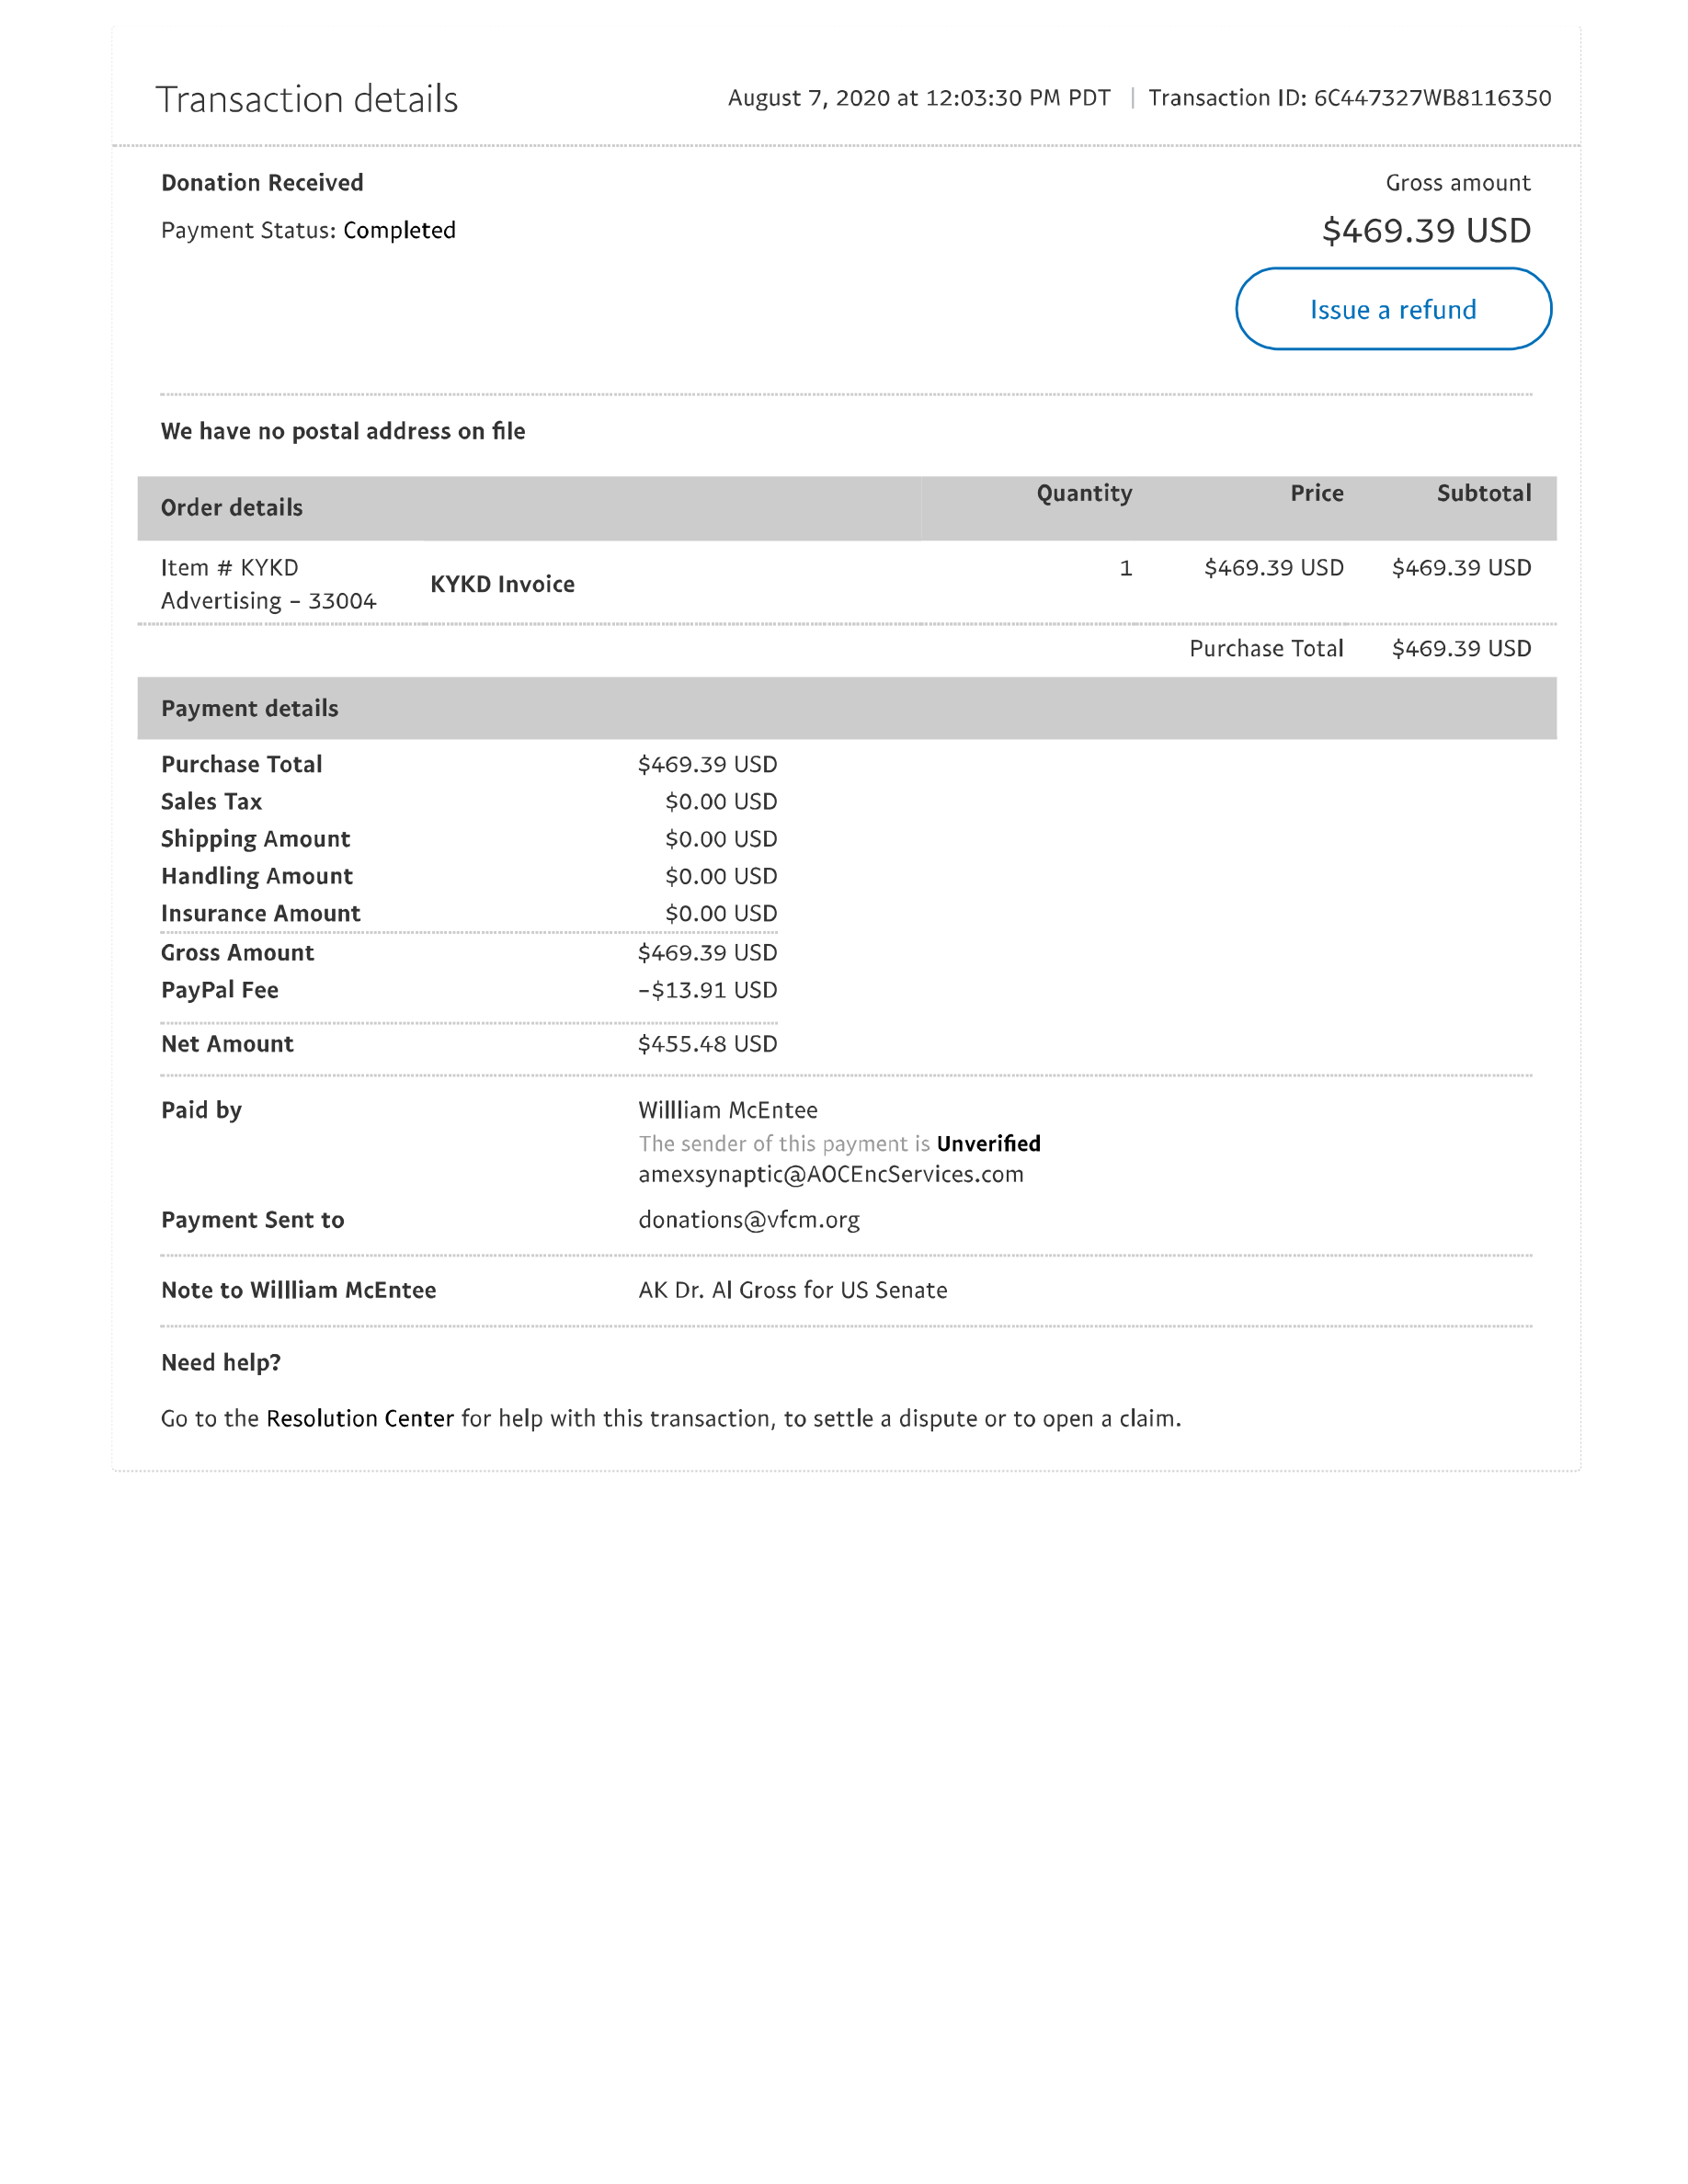 Transaction details
August 7, 2020 at 12:03:30 PM PDT | Transaction ID: 6C447327WB8116350
Donation Received
Gross amount
Payment Status: Completed
$469.39 USD
Issue a refund
We have no postal address on file
Order details Quantity Price Subtotal
Item # KYKD
Advertising – 33004
KYKD Invoice
1 $469.39 USD $469.39 USD
Purchase Total $469.39 USD
Payment details
Purchase Total $469.39 USD
Sales Tax $0.00 USD
Shipping Amount $0.00 USD
Handling Amount $0.00 USD
Insurance Amount $0.00 USD
Gross Amount $469.39 USD
PayPal Fee -$13.91 USD
Net Amount $455.48 USD
Paid by Willliam McEntee
The sender of this payment is Unverified
amexsynaptic@AOCEncServices.com
Payment Sent to donations@vfcm.org
Note to Willliam McEntee AK Dr. Al Gross for US Senate
Need help?
Go to the Resolution Center for help with this transaction, to settle a dispute or to open a claim.